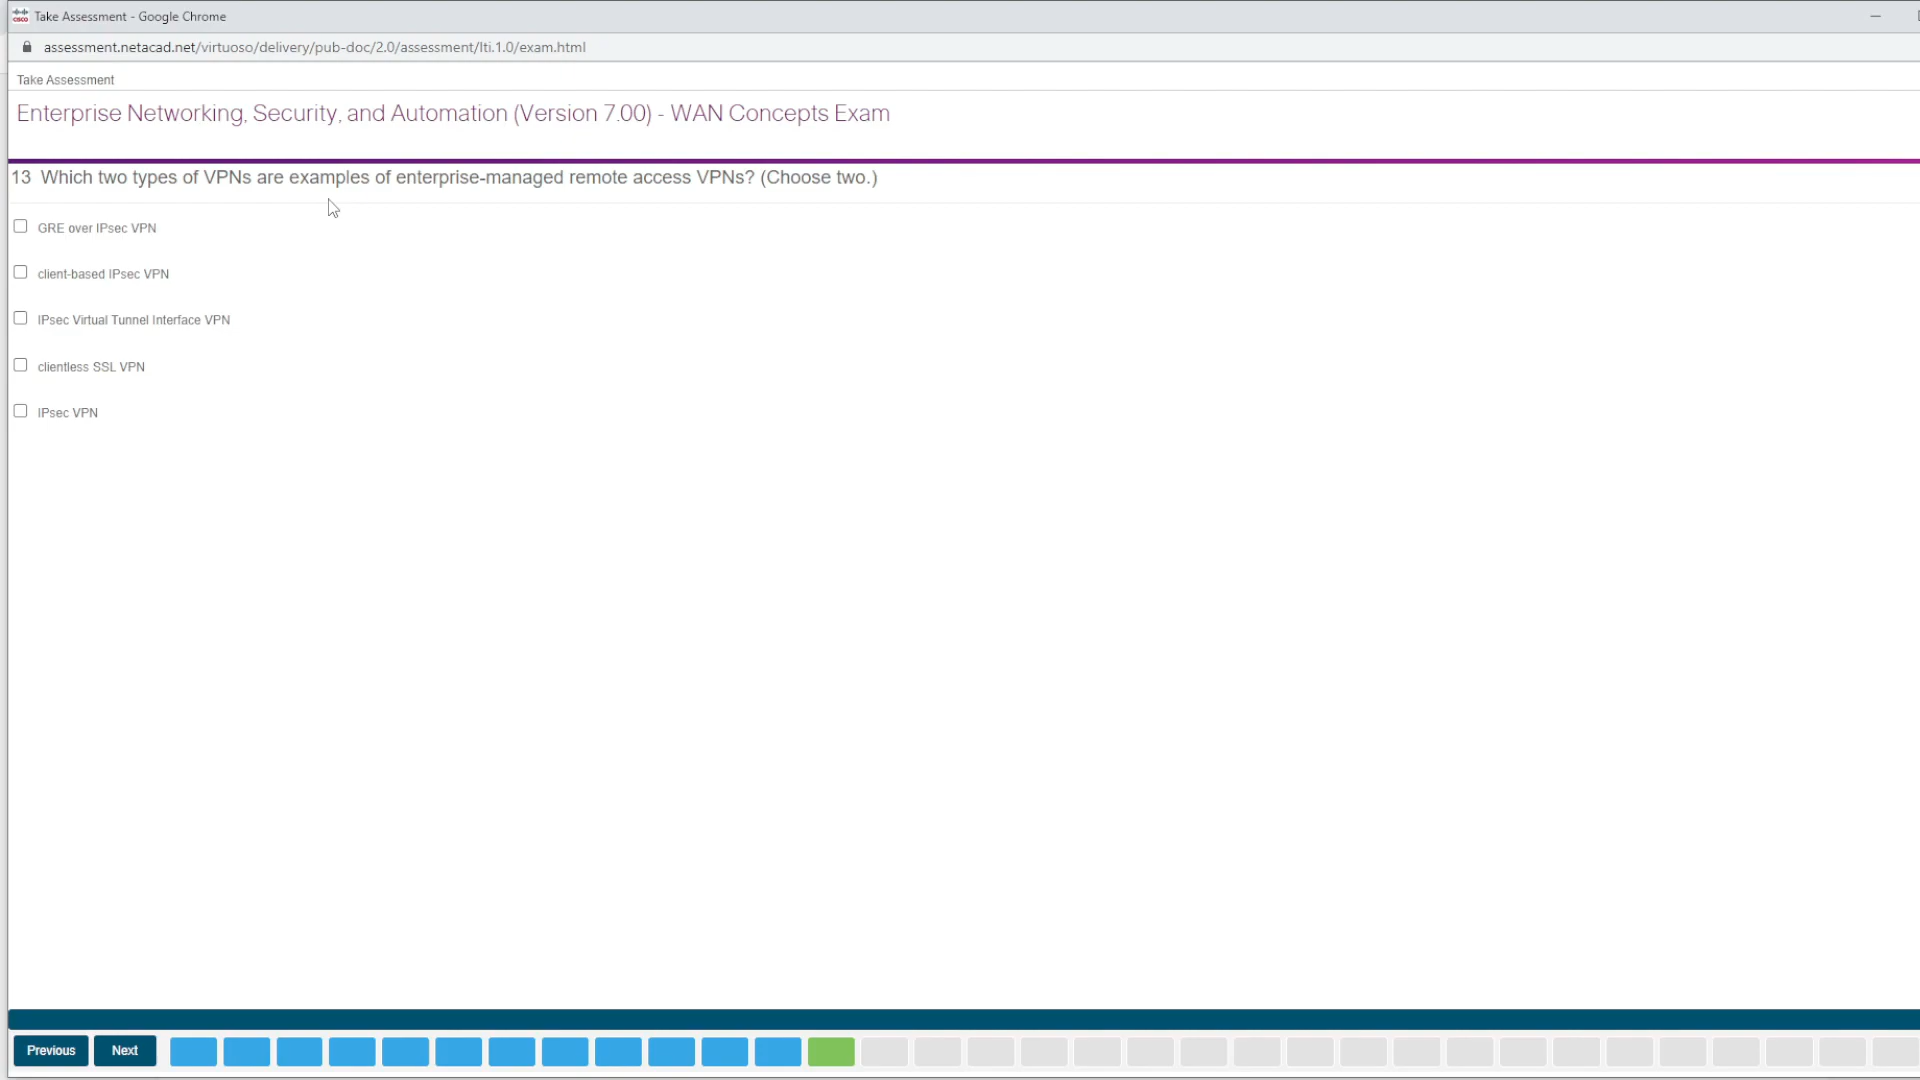 Take Assessment - Google Chrome
assessment.netacad.net/virtuoso/delivery/pub-doc/2.0/assessment/lti.1.0/exam.html
Take Assessment
Enterprise Networking, Security, and Automation (Version 7.00) - WAN Concepts Exam
13 Which two types of VPNs are examples of enterprise-managed remote access VPNs? (Choose two.)
GRE over IPsec VPN
client-based IPsec VPN
IPsec Virtual Tunnel Interface VPN
clientless SSL VPN
IPsec VPN
Previous Next